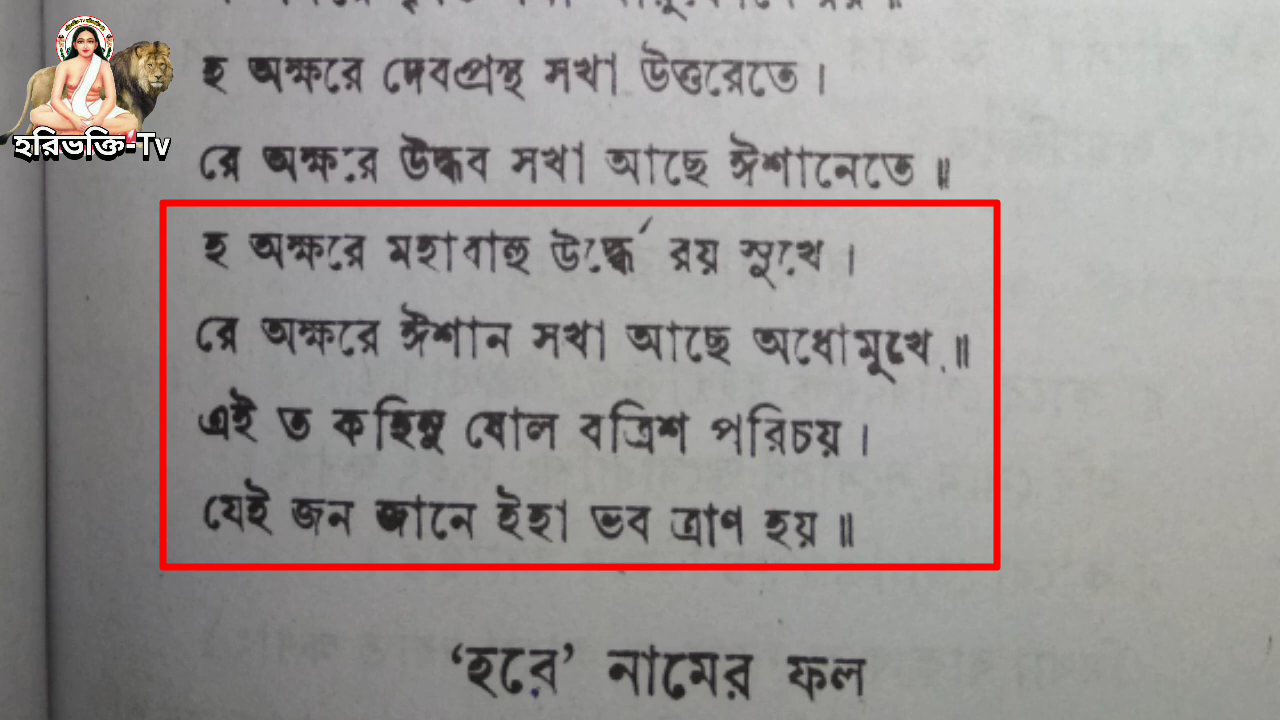 হরিভক্তি-Tv
হ অক্ষরে দেবপ্রস্থ সখা উত্তরেতে ।
রে অক্ষরে উদ্ধব সখা আছে ঈশানেতে ॥
হ অক্ষরে মহাবাহু উর্দ্ধে রয় সুখে ।
রে অক্ষরে ঈশান সখা আছে অধোমুখে ॥
এই ত কহিনু ষোল বত্রিশ পরিচয় ।
যেই জন জানে ইহা ভব ত্রাণ হয় ॥
‘হরে’ নামের ফল